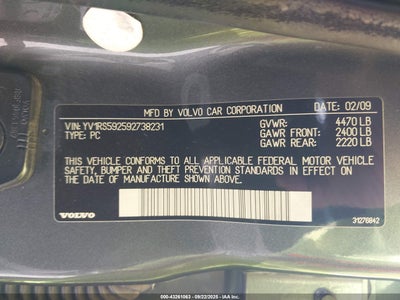 MFD BY VOLVO CAR CORPORATION DATE: 02/09
VIN: YV1RS592592738231 GVWR: 4470 LB
TYPE: PC GAWR FRONT: 2400 LB
GAWR REAR: 2220 LB
THIS VEHICLE CONFORMS TO ALL APPLICABLE FEDERAL MOTOR VEHICLE
SAFETY, BUMPER AND THEFT PREVENTION STANDARDS IN EFFECT ON
THE DATE OF MANUFACTURE SHOWN ABOVE.
VOLVO 31276842
000-43261063 - 09/22/2025 - IAA Inc.